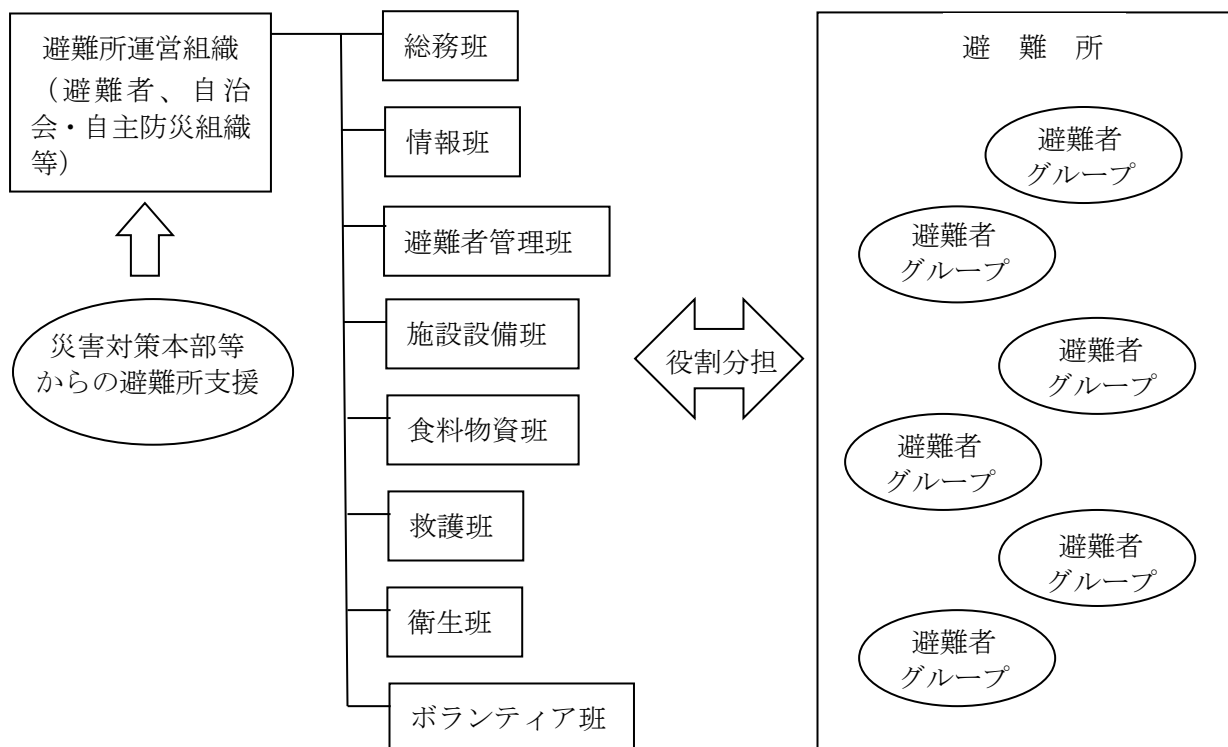 避難所運営組織
（避難者、自治
会・自主防災組織
等）
災害対策本部等
からの避難所支援
総務班
情報班
避難者管理班
施設設備班
食料物資班
救護班
衛生班
ボランティア班
役割分担
避 難 所
避難者
グループ
避難者
グループ
避難者
グループ
避難者
グループ
避難者
グループ
避難者
グループ